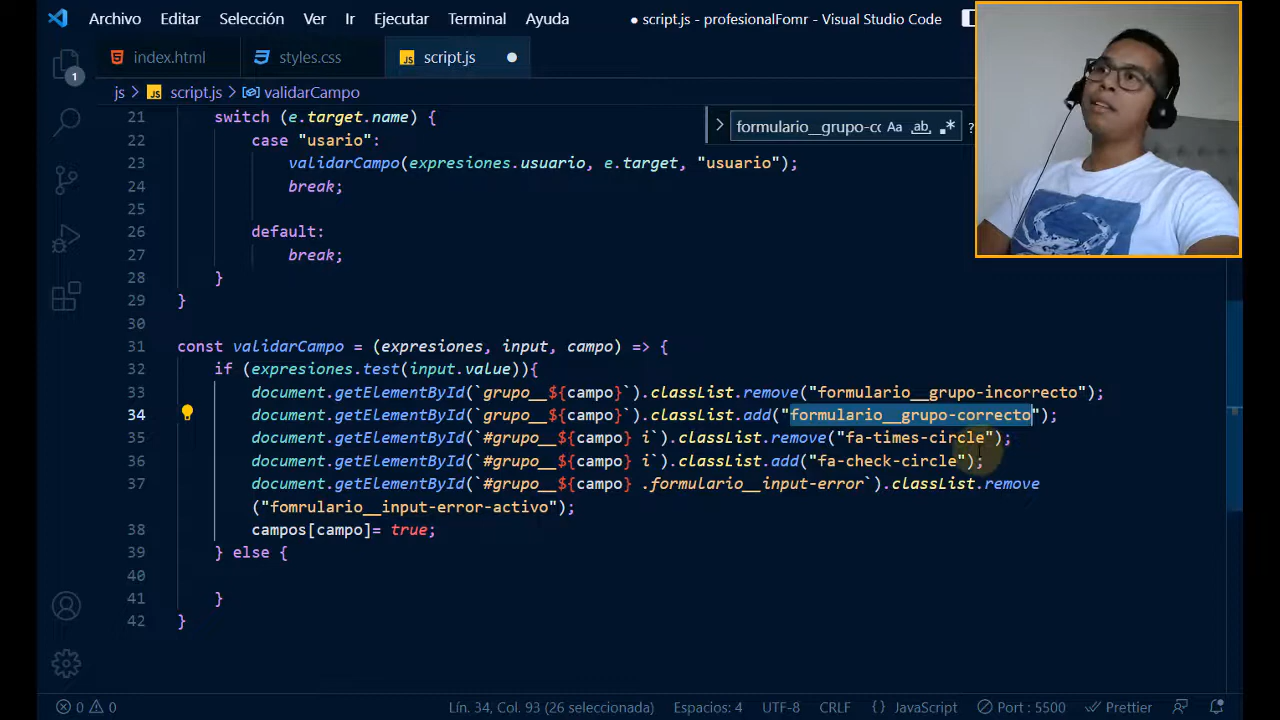 Archivo Editar Selección Ver Ir Ejecutar Terminal Ayuda ● script.js - profesionalFomr - Visual Studio Code
index.html styles.css script.js
js > script.js > validarCampo
formulario__grupo-cc Aa ab .* ?
1
21 switch (e.target.name) {
22 case "usario":
23 validarCampo(expresiones.usuario, e.target, "usuario");
24 break;
25
26 default:
27 break;
28 }
29 }
30
31 const validarCampo = (expresiones, input, campo) => {
32 if (expresiones.test(input.value)){
33 document.getElementById(`grupo__${campo}`).classList.remove("formulario__grupo-incorrecto");
34 document.getElementById(`grupo__${campo}`).classList.add("formulario__grupo-correcto");
35 document.getElementById(`#grupo__${campo} i`).classList.remove("fa-times-circle");
36 document.getElementById(`#grupo__${campo} i`).classList.add("fa-check-circle");
37 document.getElementById(`#grupo__${campo} .formulario__input-error`).classList.remove
("fomrulario__input-error-activo");
38 campos[campo]= true;
39 } else {
40
41 }
42 }
0 0 Lín. 34, Col. 93 (26 seleccionada) Espacios: 4 UTF-8 CRLF {} JavaScript Port : 5500 Prettier